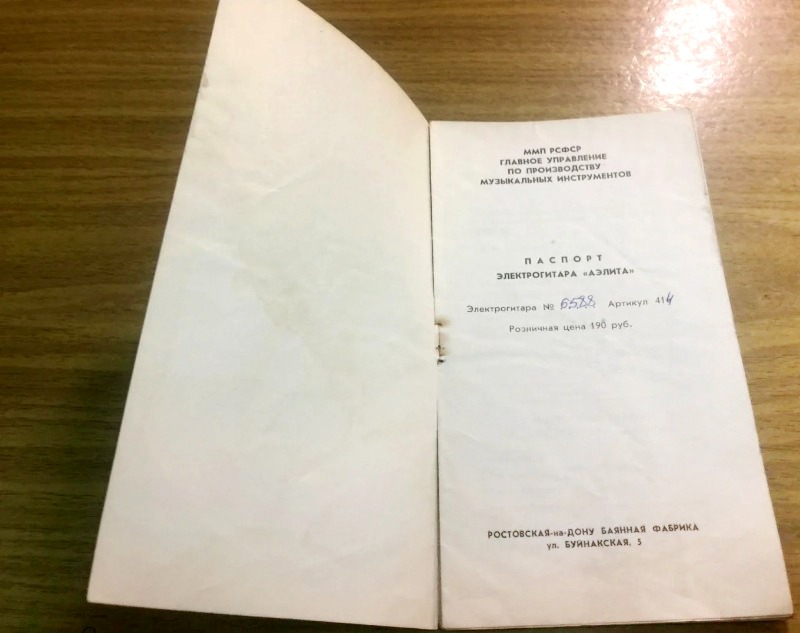 ММП РСФСР
ГЛАВНОЕ УПРАВЛЕНИЕ
ПО ПРОИЗВОДСТВУ
МУЗЫКАЛЬНЫХ ИНСТРУМЕНТОВ
ПАСПОРТ
ЭЛЕКТРОГИТАРА «АЭЛИТА»
Электрогитара № 6588 Артикул 414
Розничная цена 190 руб.
РОСТОВСКАЯ-на-ДОНУ БАЯННАЯ ФАБРИКА
ул. БУЙНАКСКАЯ, 5